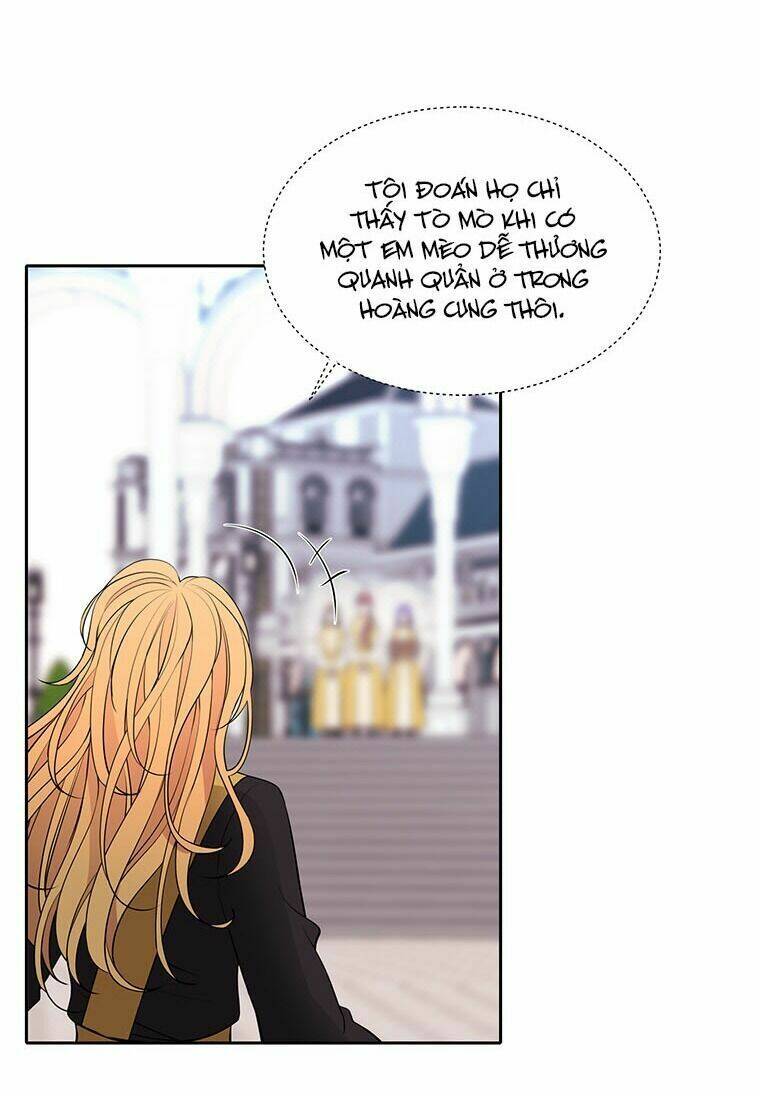 TÔI ĐOÁN HỌ CHỈ
THẤY TÒ MÒ KHI CÓ
MỘT EM MÈO DỄ THƯƠNG
QUANH QUẨN Ở TRONG
HOÀNG CUNG THÔI.